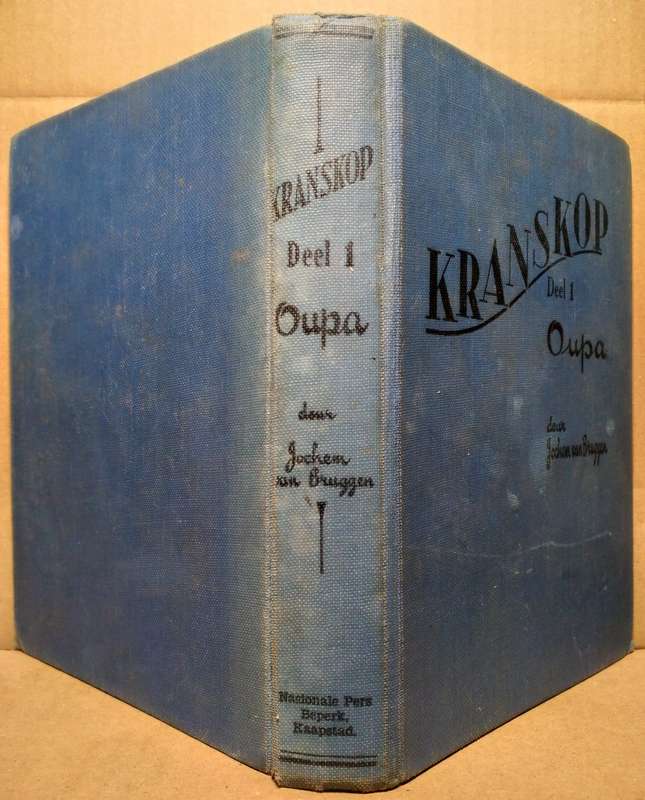 KRANSKOP
Deel 1
Oupa
deur
Jochem
van Bruggen
Nasionale Pers
Beperk,
Kaapstad.
KRANSKOP
Deel 1
Oupa
deur
Jochem van Bruggen